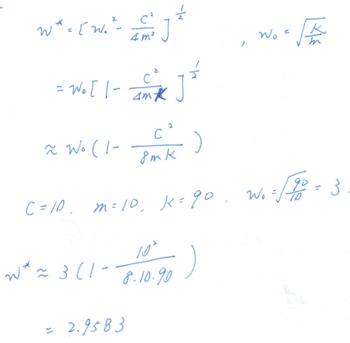 w* = [w₀² - c²/4m²]^½ , w₀ = √(k/m)
= w₀[1 - c²/4mk]^½
≈ w₀(1 - c²/8mk)
C=10. m=10. k=90. w₀=√(90/10) = 3.
w* ≈ 3(1 - 10²/8.10.90)
= 2.9583